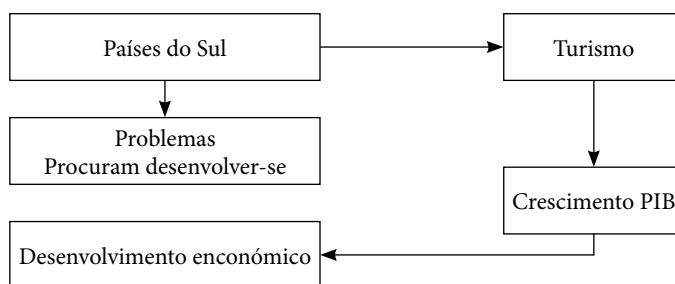 Países do Sul
Turismo
Problemas
Procuram desenvolver-se
Crescimento PIB
Desenvolvimento enconómico